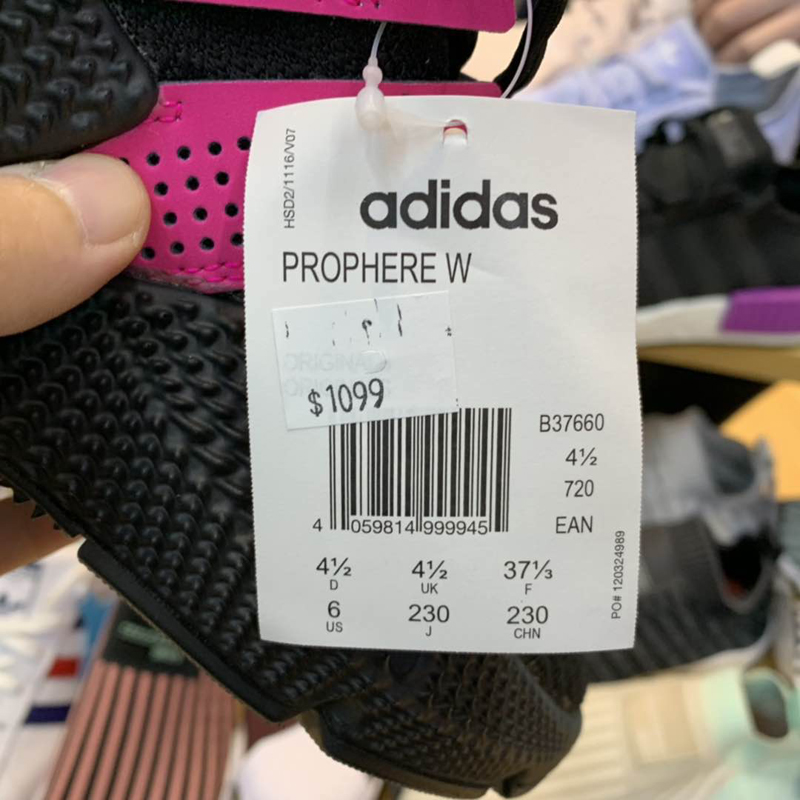 HSD2/1116/V07
adidas
PROPHERE W
$1099
B37660
4½
720
4 059814 999945
EAN
4½ 4½ 37⅓
D UK F
6 230 230
US J CHN
PO# 120324989